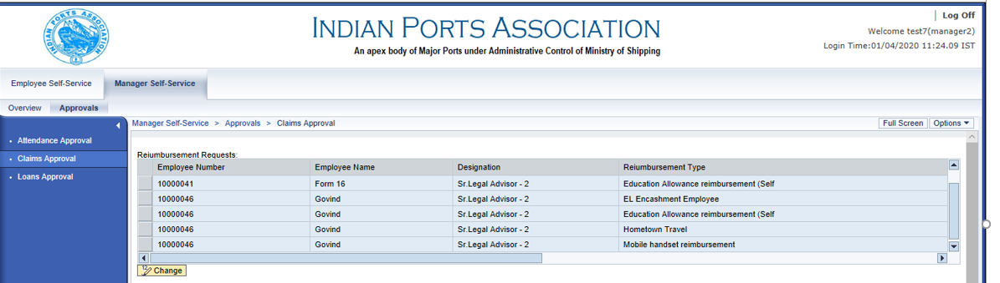 INDIAN PORTS ASSOCIATION
INDIAN PORTS ASSOCIATION
An apex body of Major Ports under Administrative Control of Ministry of Shipping
Log Off
Welcome test7(manager2)
Login Time:01/04/2020 11:24.09 IST
Employee Self-Service Manager Self-Service
Overview Approvals
Attendance Approval
Claims Approval
Loans Approval
Manager Self-Service > Approvals > Claims Approval Full Screen Options
Reiumbursement Requests:
Employee Number Employee Name Designation Reiumbursement Type
10000041 Form 16 Sr.Legal Advisor - 2 Education Allowance reimbursement (Self
10000046 Govind Sr.Legal Advisor - 2 EL Encashment Employee
10000046 Govind Sr.Legal Advisor - 2 Education Allowance reimbursement (Self
10000046 Govind Sr.Legal Advisor - 2 Hometown Travel
10000046 Govind Sr.Legal Advisor - 2 Mobile handset reimbursement
Change